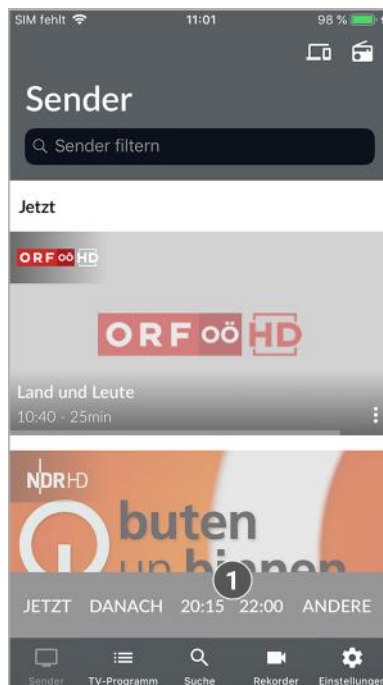 SIM fehlt 11:01 98 %
Sender
Sender filtern
Jetzt
ORF oö HD
ORF oö HD
Land und Leute
10:40 - 25min
NDR HD
buten
un binnen
1
JETZT DANACH 20:15 22:00 ANDERE
Sender TV-Programm Suche Rekorder Einstellungen